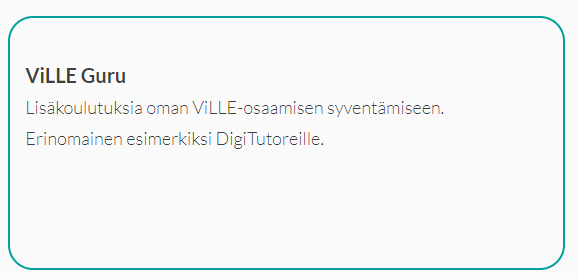 ViLLE Guru
Lisäkoulutuksia oman ViLLE-osaamisen syventämiseen.
Erinomainen esimerkiksi DigiTutoreille.